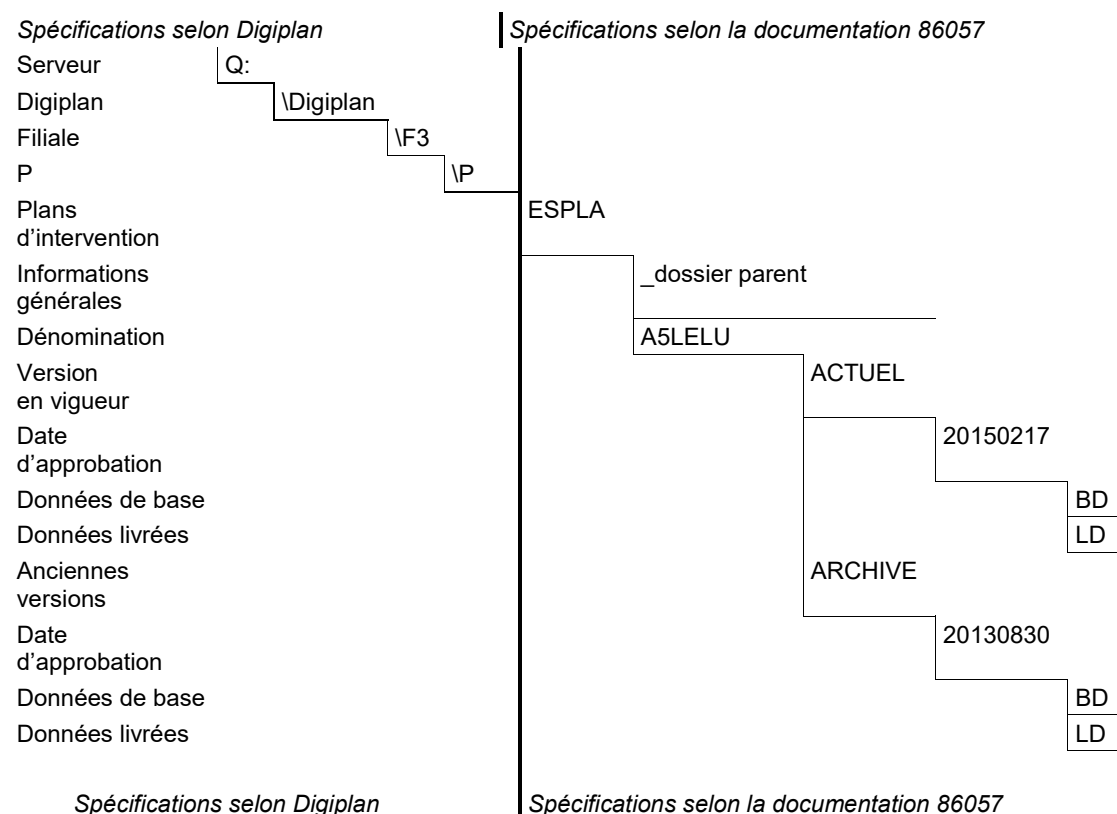 Spécifications selon Digiplan Spécifications selon la documentation 86057
Serveur Q:
Digiplan \Digiplan
Filiale \F3
P \P
Plans ESPLA
d'intervention
Informations _dossier parent
générales
Dénomination A5LELU
Version ACTUEL
en vigueur
Date 20150217
d'approbation
Données de base BD
Données livrées LD
Anciennes ARCHIVE
versions
Date 20130830
d'approbation
Données de base BD
Données livrées LD
Spécifications selon Digiplan Spécifications selon la documentation 86057